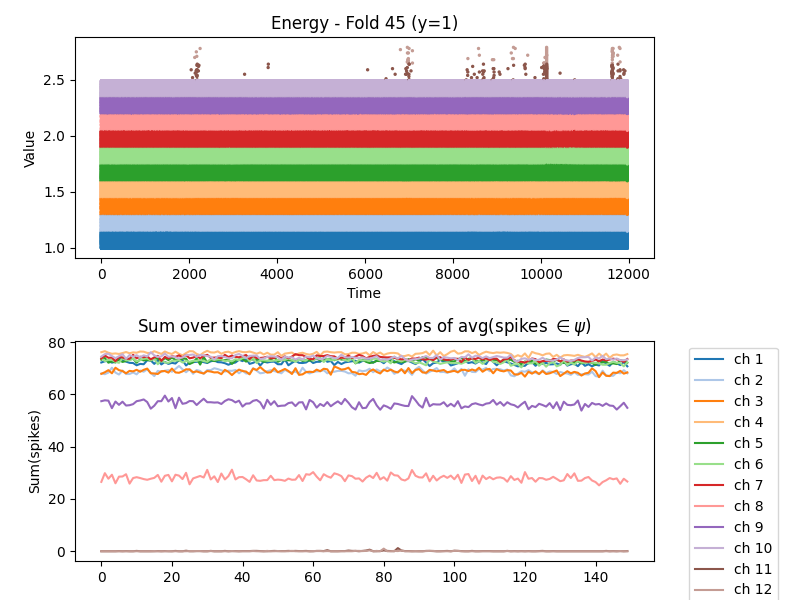 Energy - Fold 45 (y=1)
Value
2.5
2.0
1.5
1.0
0 2000 4000 6000 8000 10000 12000
Time
Sum over timewindow of 100 steps of avg(spikes ∈ ψ)
Sum(spikes)
80
60
40
20
0
0 20 40 60 80 100 120 140
ch 1
ch 2
ch 3
ch 4
ch 5
ch 6
ch 7
ch 8
ch 9
ch 10
ch 11
ch 12